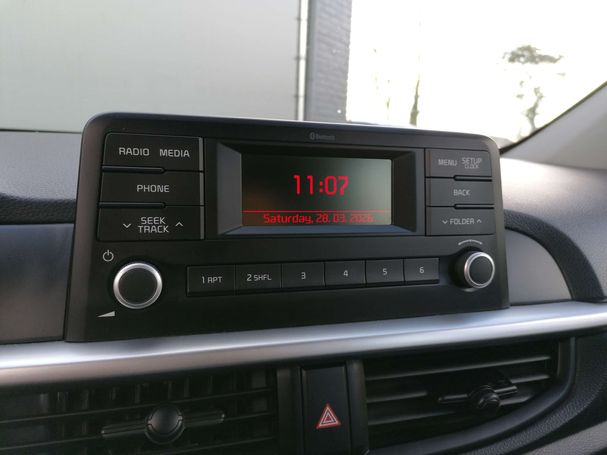 Bluetooth
RADIO MEDIA
PHONE
SEEK
TRACK
11:07
Saturday, 28. 03. 2026
MENU SETUP
CLOCK
BACK
FOLDER
1 RPT 2 SHFL 3 4 5 6